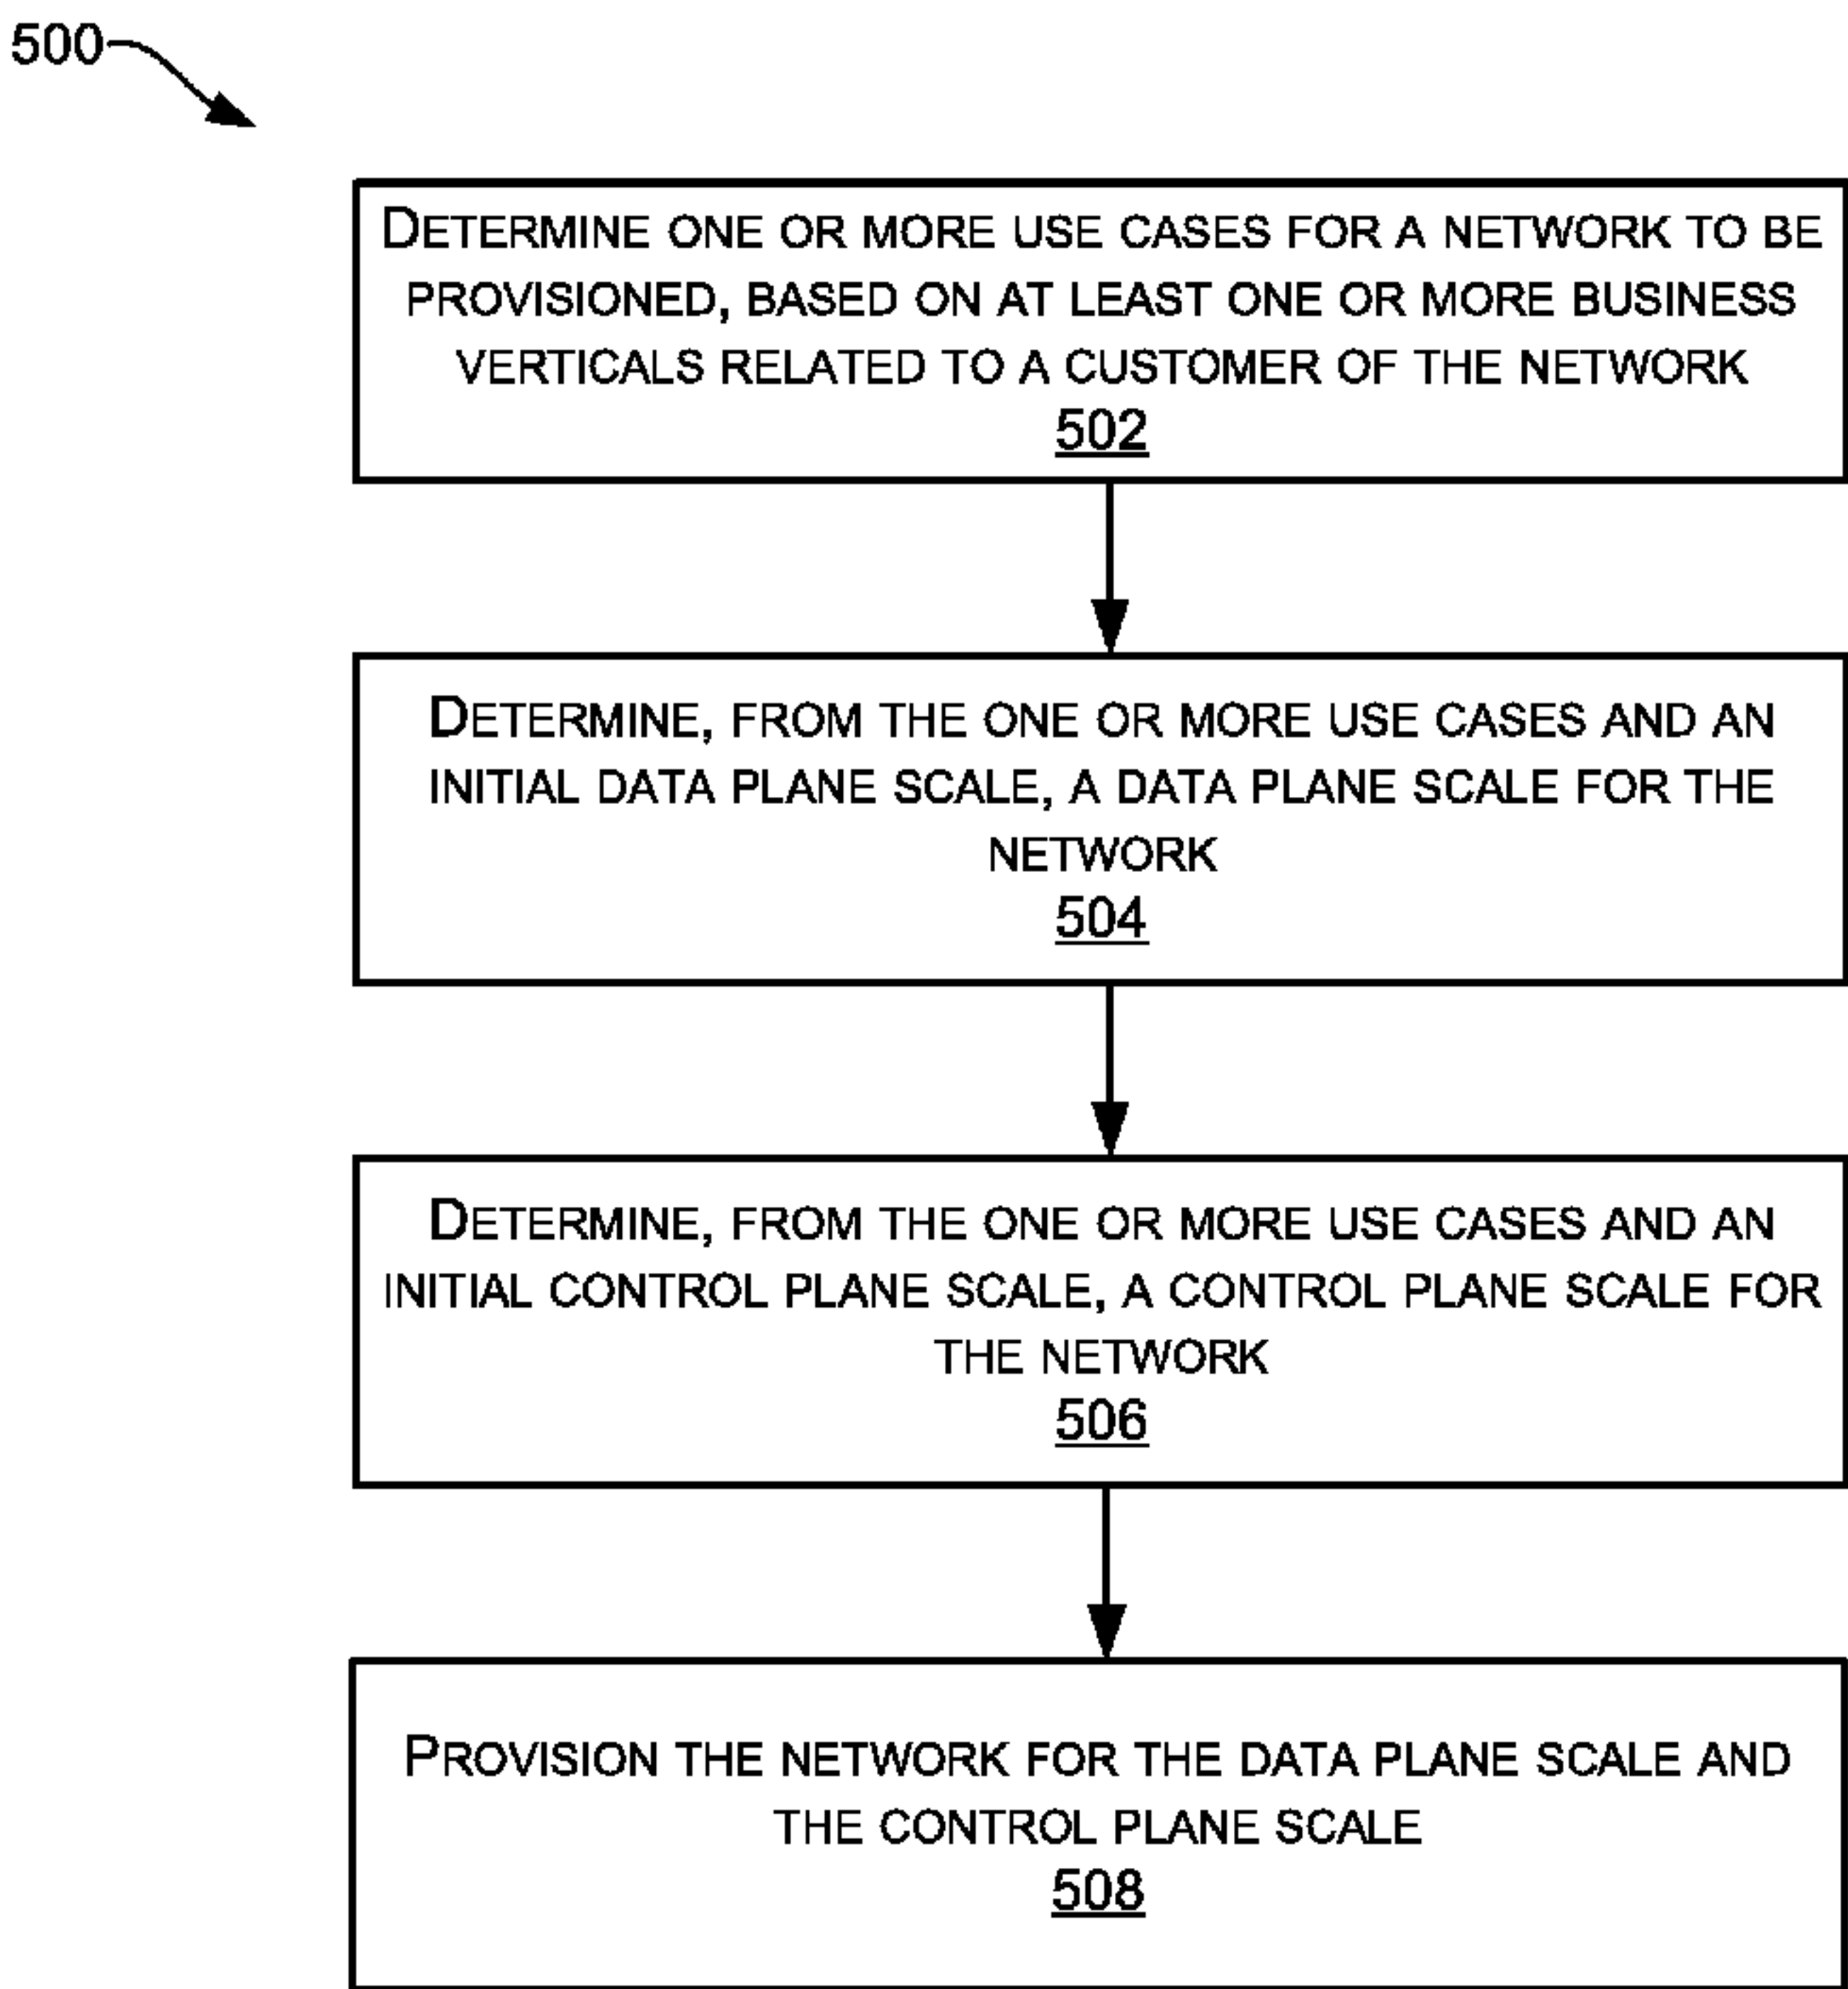 500
DETERMINE ONE OR MORE USE CASES FOR A NETWORK TO BE
PROVISIONED, BASED ON AT LEAST ONE OR MORE BUSINESS
VERTICALS RELATED TO A CUSTOMER OF THE NETWORK
502
DETERMINE, FROM THE ONE OR MORE USE CASES AND AN
INITIAL DATA PLANE SCALE, A DATA PLANE SCALE FOR THE
NETWORK
504
DETERMINE, FROM THE ONE OR MORE USE CASES AND AN
INITIAL CONTROL PLANE SCALE, A CONTROL PLANE SCALE FOR
THE NETWORK
506
PROVISION THE NETWORK FOR THE DATA PLANE SCALE AND
THE CONTROL PLANE SCALE
508